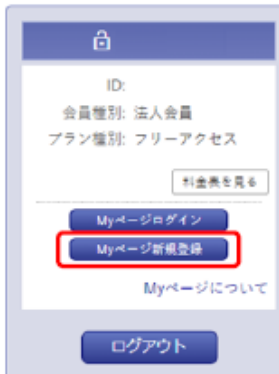 ID:
会員種別: 法人会員
プラン種別: フリーアクセス
料金表を見る
Myページログイン
Myページ新規登録
Myページについて
ログアウト